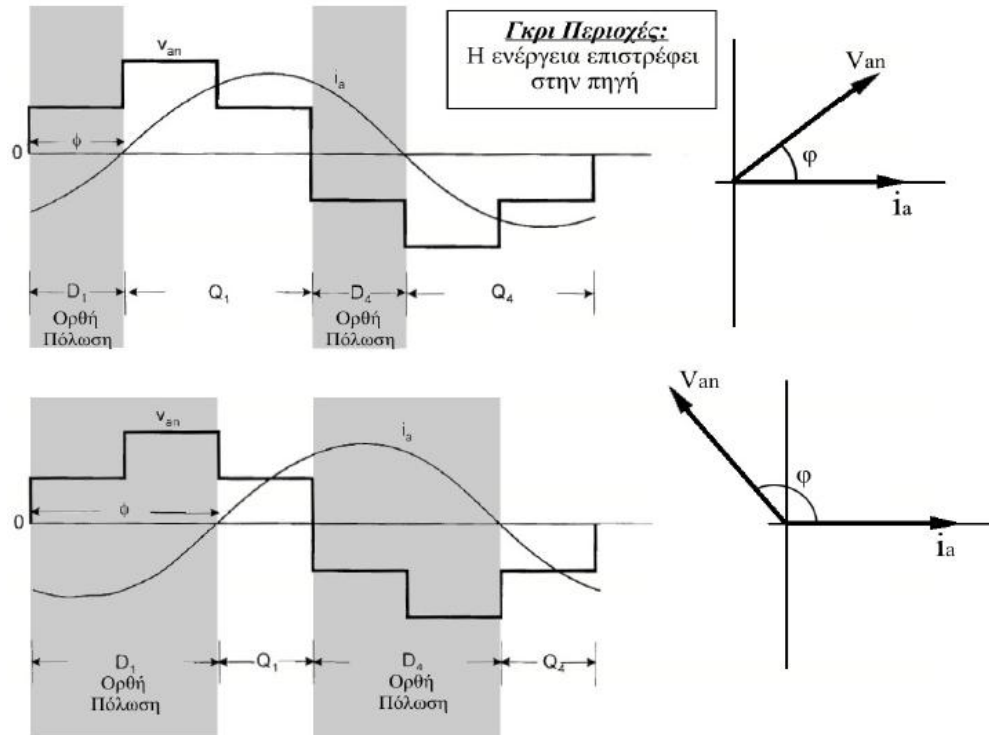 Γκρι Περιοχές:
Η ενέργεια επιστρέφει
στην πηγή
van
ia
ϕ
0
D1
Ορθή
Πόλωση
Q1
D4
Ορθή
Πόλωση
Q4
Van
φ
ia
van
ia
ϕ
0
D1
Ορθή
Πόλωση
Q1
D4
Ορθή
Πόλωση
Q4
Van
φ
ia